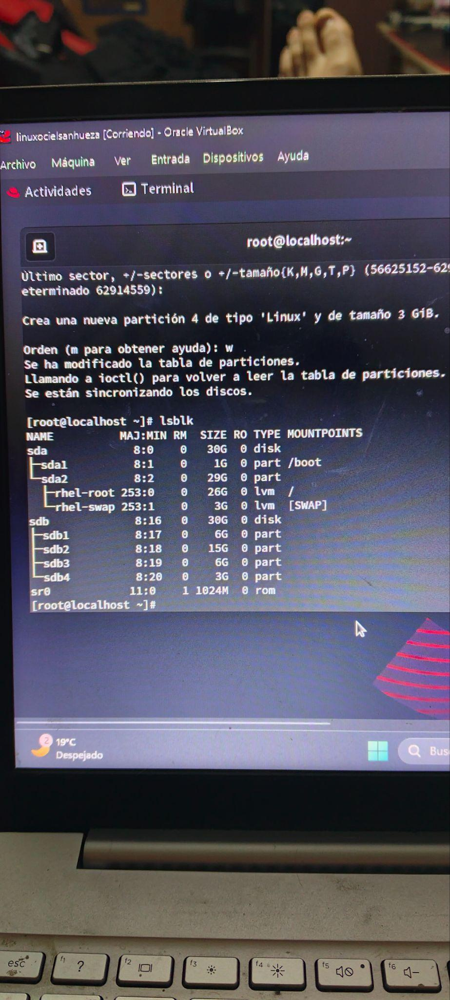 linuxocielsanhueza [Corriendo] - Oracle VirtualBox
Archivo Máquina Ver Entrada Dispositivos Ayuda
Actividades Terminal
root@localhost:~
Último sector, +/-sectores o +/-tamaño{K,M,G,T,P} (56625152-629
eterminado 62914559):
Crea una nueva partición 4 de tipo 'Linux' y de tamaño 3 GiB.
Orden (m para obtener ayuda): w
Se ha modificado la tabla de particiones.
Llamando a ioctl() para volver a leer la tabla de particiones.
Se están sincronizando los discos.
[root@localhost ~]# lsblk
NAME MAJ:MIN RM SIZE RO TYPE MOUNTPOINTS
sda 8:0 0 30G 0 disk
├─sda1 8:1 0 1G 0 part /boot
└─sda2 8:2 0 29G 0 part
├─rhel-root 253:0 0 26G 0 lvm /
└─rhel-swap 253:1 0 3G 0 lvm [SWAP]
sdb 8:16 0 30G 0 disk
├─sdb1 8:17 0 6G 0 part
├─sdb2 8:18 0 15G 0 part
├─sdb3 8:19 0 6G 0 part
└─sdb4 8:20 0 3G 0 part
sr0 11:0 1 1024M 0 rom
[root@localhost ~]#
2 19°C
Despejado
Bus
esc f1 ? f2 f3 f4 f5 f6